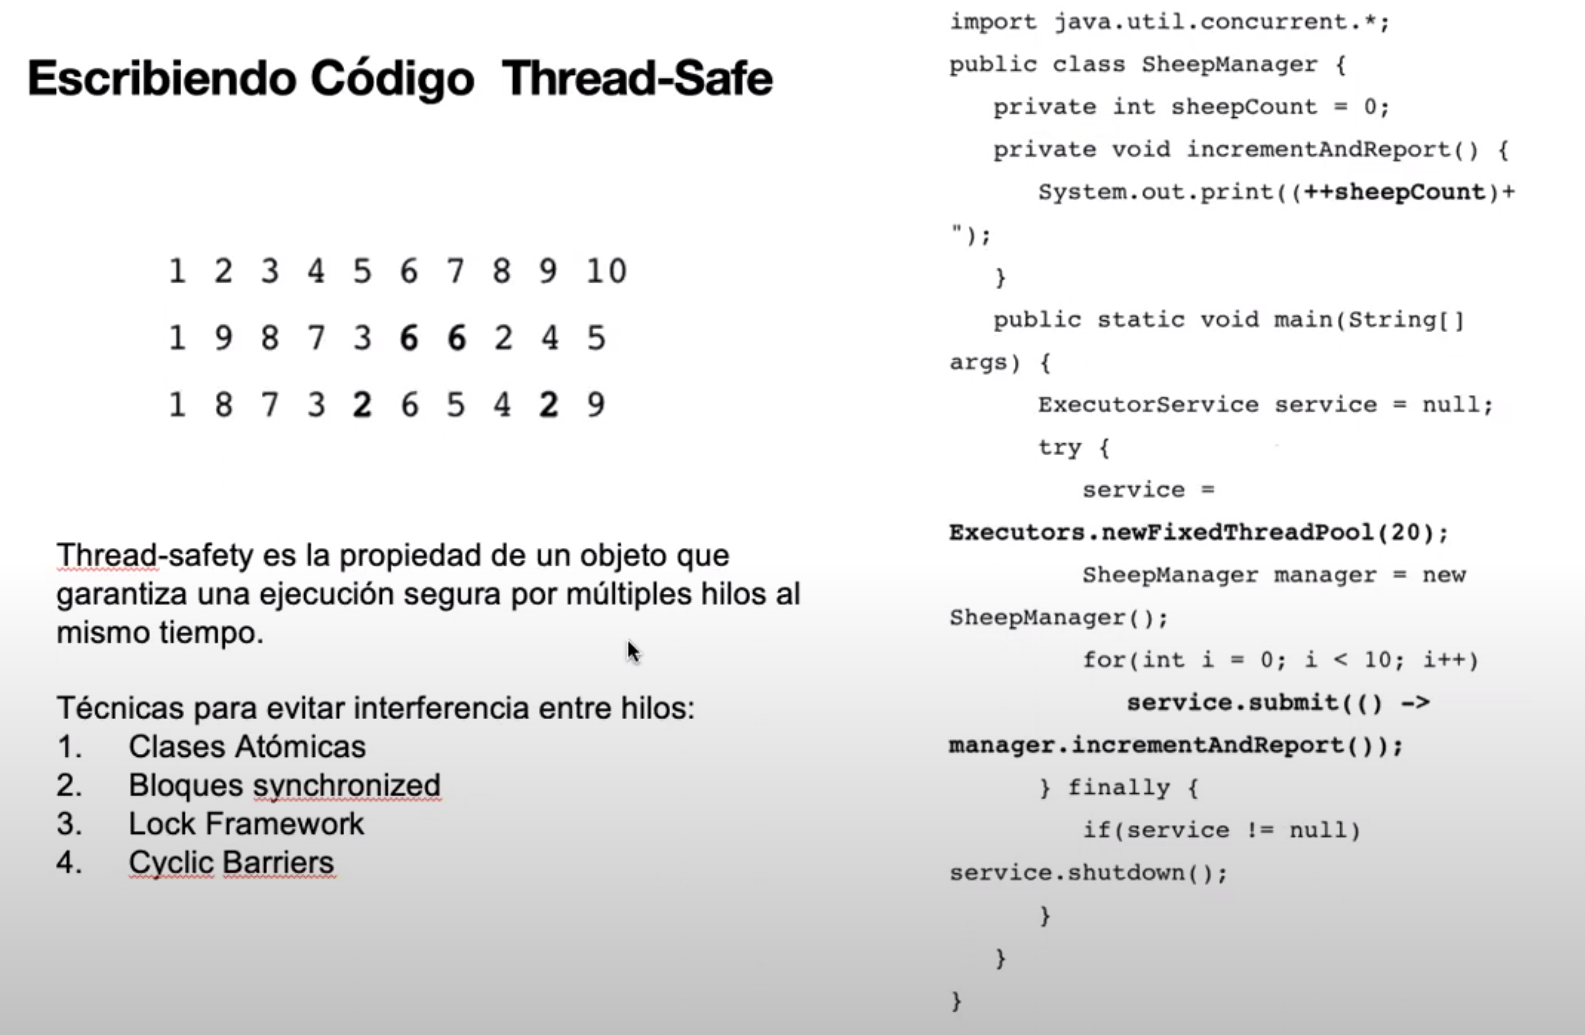 Escribiendo Código  Thread-Safe
1 2 3 4 5 6 7 8 9 10
1 9 8 7 3 6 6 2 4 5
1 8 7 3 2 6 5 4 2 9
Thread-safety es la propiedad de un objeto que
garantiza una ejecución segura por múltiples hilos al
mismo tiempo.
Técnicas para evitar interferencia entre hilos:
1. Clases Atómicas
2. Bloques synchronized
3. Lock Framework
4. Cyclic Barriers
import java.util.concurrent.*;
public class SheepManager {
private int sheepCount = 0;
private void incrementAndReport() {
System.out.print((++sheepCount)+
");
}
public static void main(String[]
args) {
ExecutorService service = null;
try {
service =
Executors.newFixedThreadPool(20);
SheepManager manager = new
SheepManager();
for(int i = 0; i < 10; i++)
service.submit(() ->
manager.incrementAndReport());
} finally {
if(service != null)
service.shutdown();
}
}
}